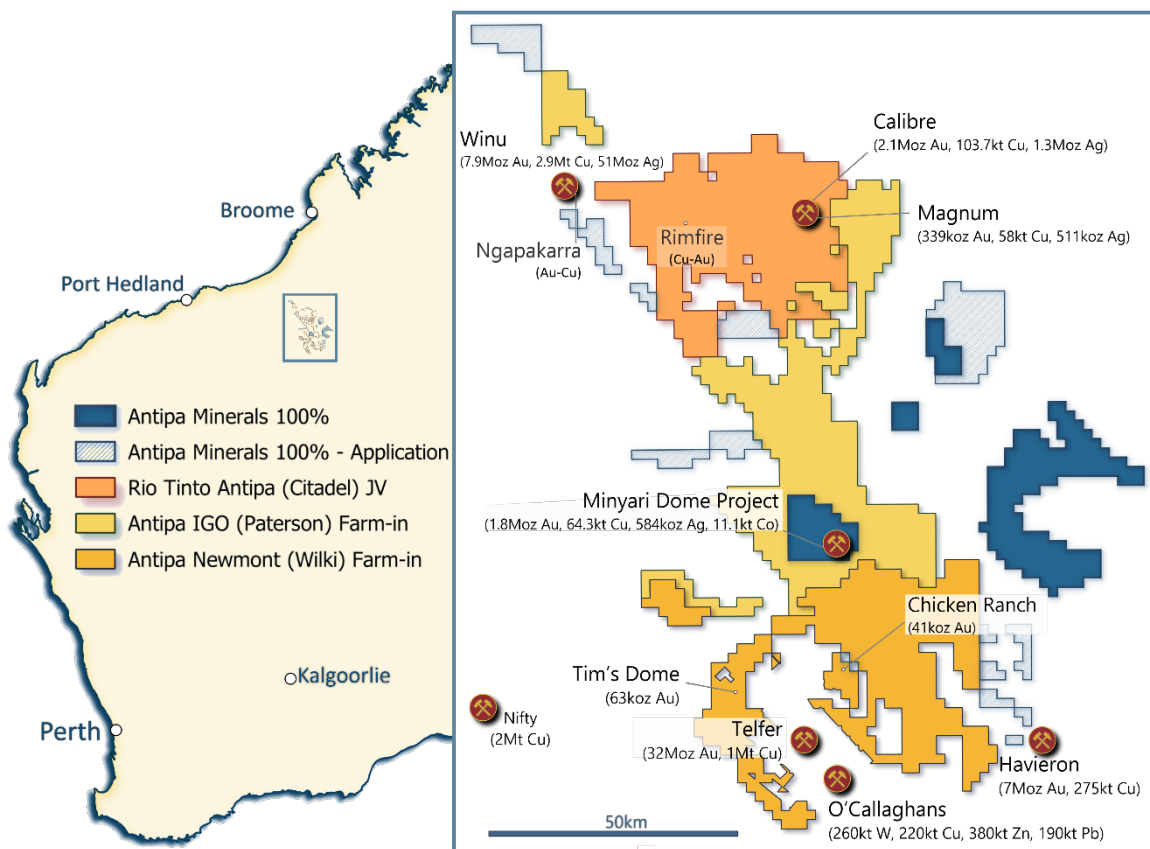 Broome
Port Hedland
Kalgoorlie
Perth
Antipa Minerals 100%
Antipa Minerals 100% - Application
Rio Tinto Antipa (Citadel) JV
Antipa IGO (Paterson) Farm-in
Antipa Newmont (Wilki) Farm-in
Winu
(7.9Moz Au, 2.9Mt Cu, 51Moz Ag)
Calibre
(2.1Moz Au, 103.7kt Cu, 1.3Moz Ag)
Magnum
(339koz Au, 58kt Cu, 511koz Ag)
Ngapakarra
(Au-Cu)
Rimfire
(Cu-Au)
Minyari Dome Project
(1.8Moz Au, 64.3kt Cu, 584koz Ag, 11.1kt Co)
Chicken Ranch
(41koz Au)
Tim's Dome
(63koz Au)
Nifty
(2Mt Cu)
Telfer
(32Moz Au, 1Mt Cu)
Havieron
(7Moz Au, 275kt Cu)
O'Callaghans
(260kt W, 220kt Cu, 380kt Zn, 190kt Pb)
50km